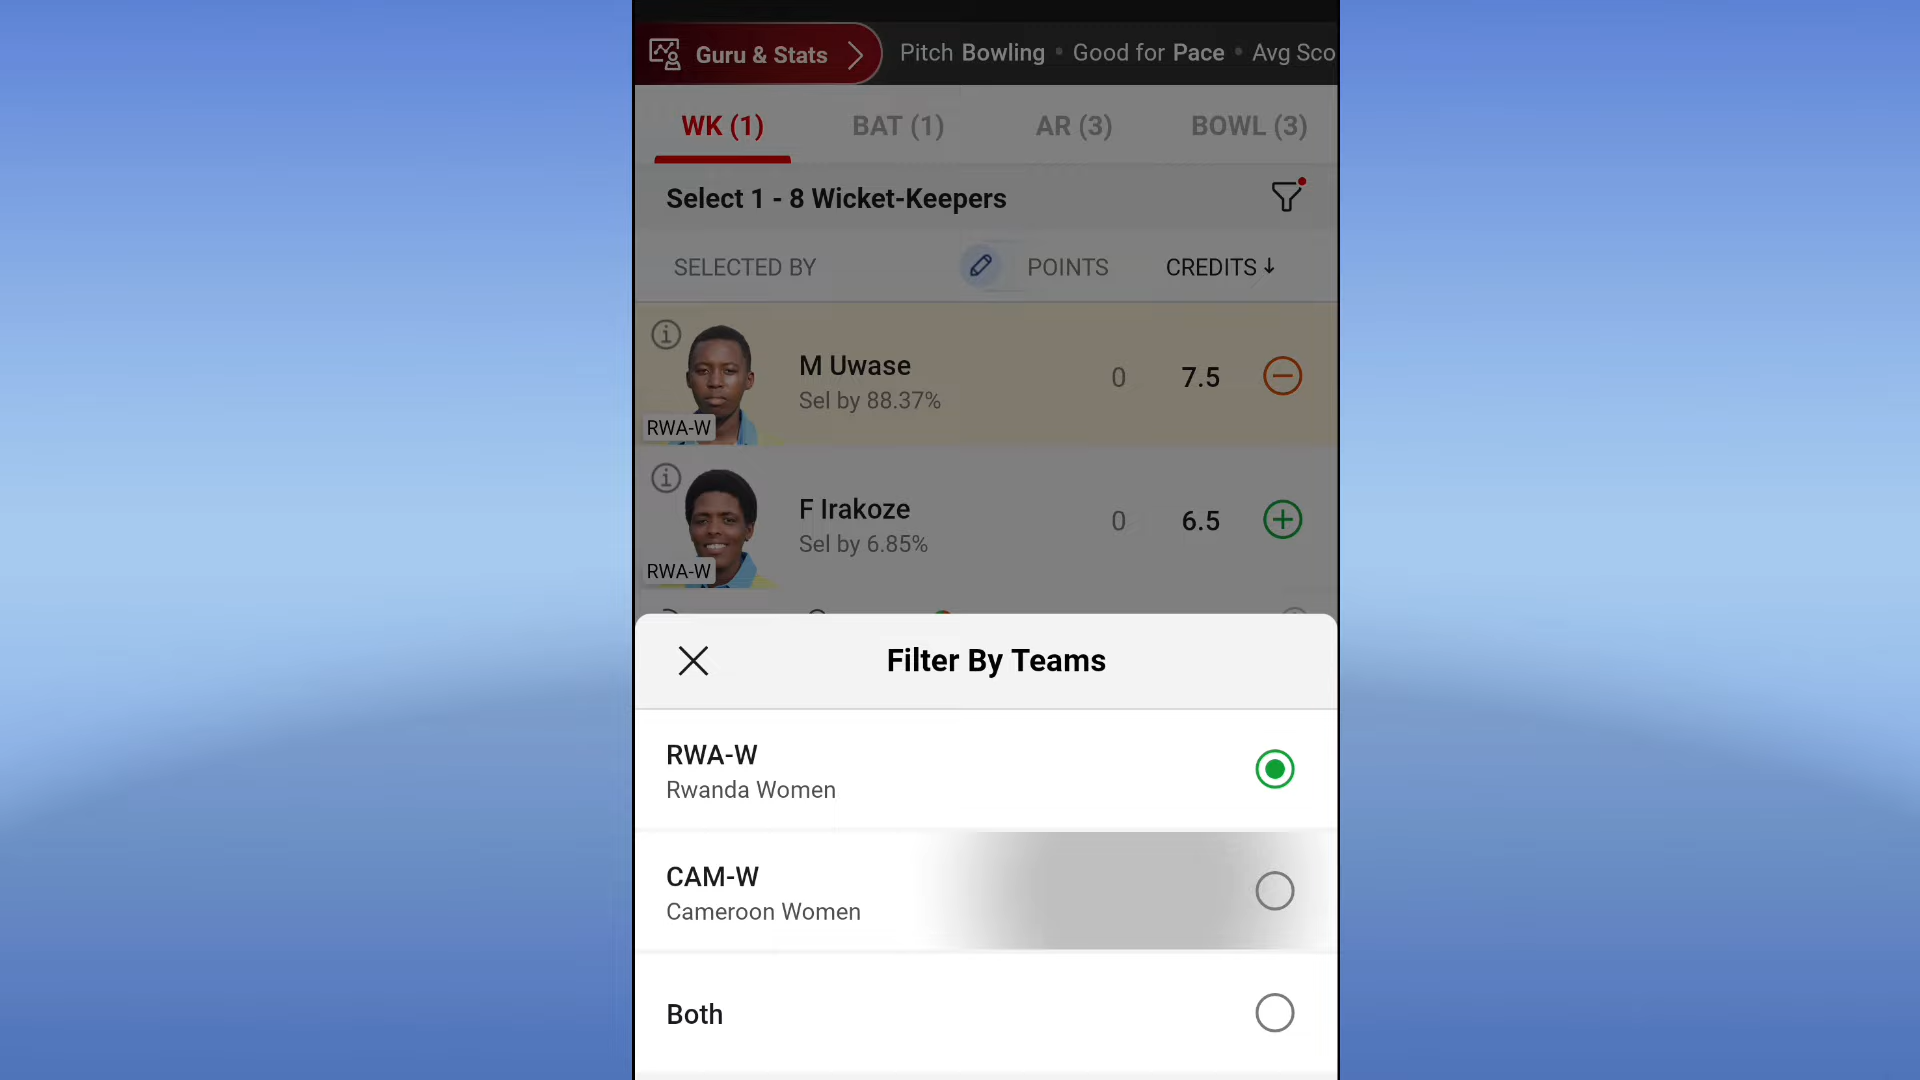 Guru & Stats
Pitch Bowling • Good for Pace • Avg Sco
WK (1) BAT (1) AR (3) BOWL (3)
Select 1 - 8 Wicket-Keepers
SELECTED BY POINTS CREDITS ↓
M Uwase
Sel by 88.37%
0 7.5
RWA-W
F Irakoze
Sel by 6.85%
0 6.5
RWA-W
Filter By Teams
RWA-W
Rwanda Women
CAM-W
Cameroon Women
Both